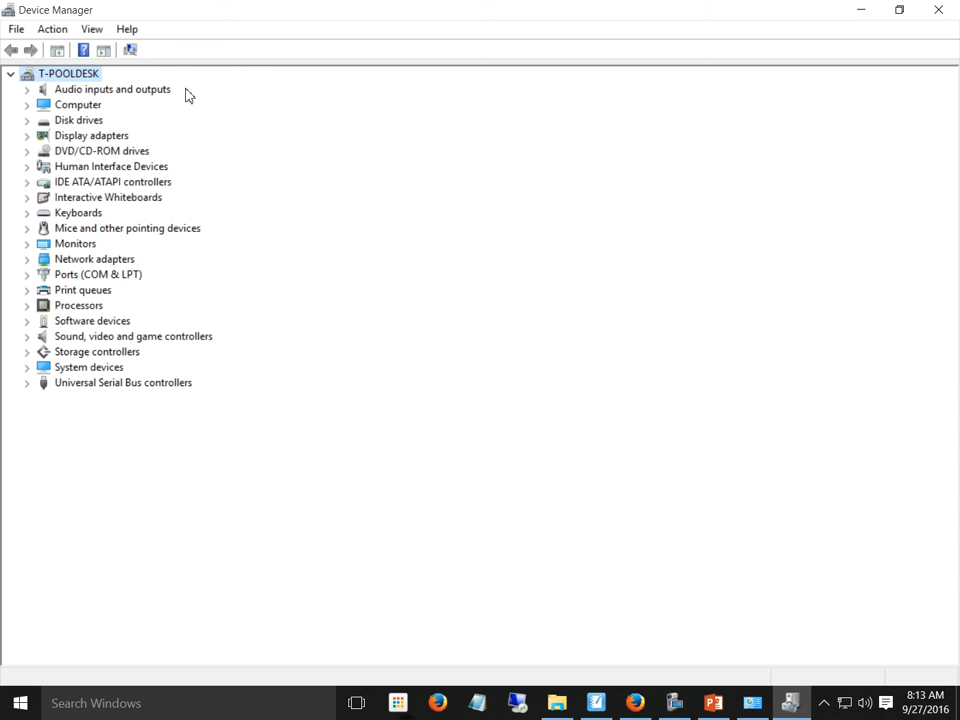 Device Manager
File Action View Help
T-POOLDESK
Audio inputs and outputs
Computer
Disk drives
Display adapters
DVD/CD-ROM drives
Human Interface Devices
IDE ATA/ATAPI controllers
Interactive Whiteboards
Keyboards
Mice and other pointing devices
Monitors
Network adapters
Ports (COM & LPT)
Print queues
Processors
Software devices
Sound, video and game controllers
Storage controllers
System devices
Universal Serial Bus controllers
Search Windows
8:13 AM
9/27/2016